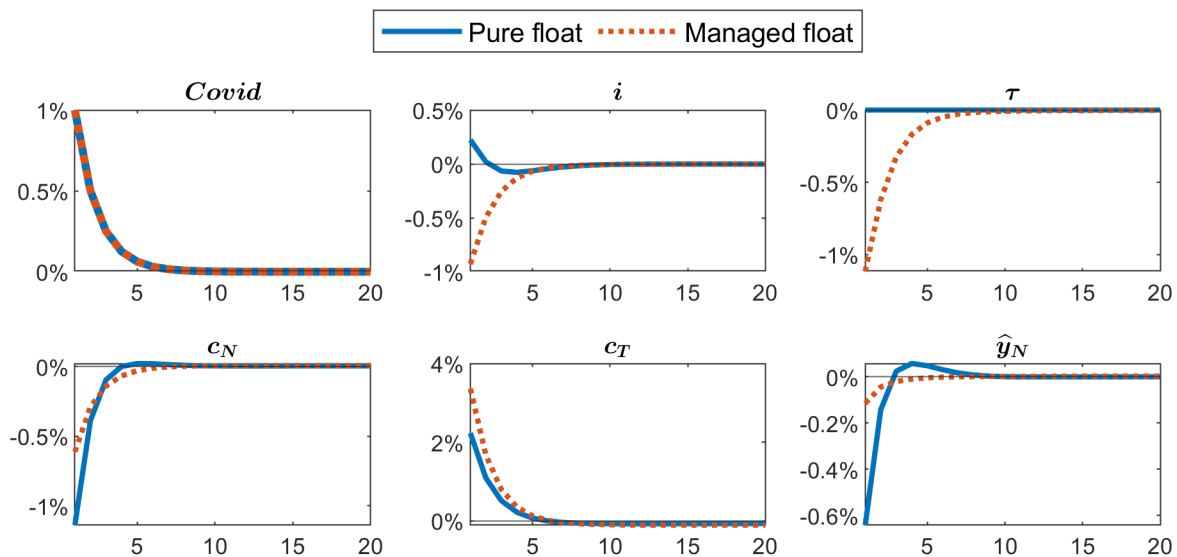 Pure float Managed float
Covid i τ
1% 0.5% 0%
0.5% 0% -0.5%
0% -0.5% -1%
-1%
5 10 15 20 5 10 15 20 5 10 15 20
c_N c_T ŷ_N
0% 4% 0%
-0.5% 2% -0.2%
-1% 0% -0.4%
-0.6%
5 10 15 20 5 10 15 20 5 10 15 20